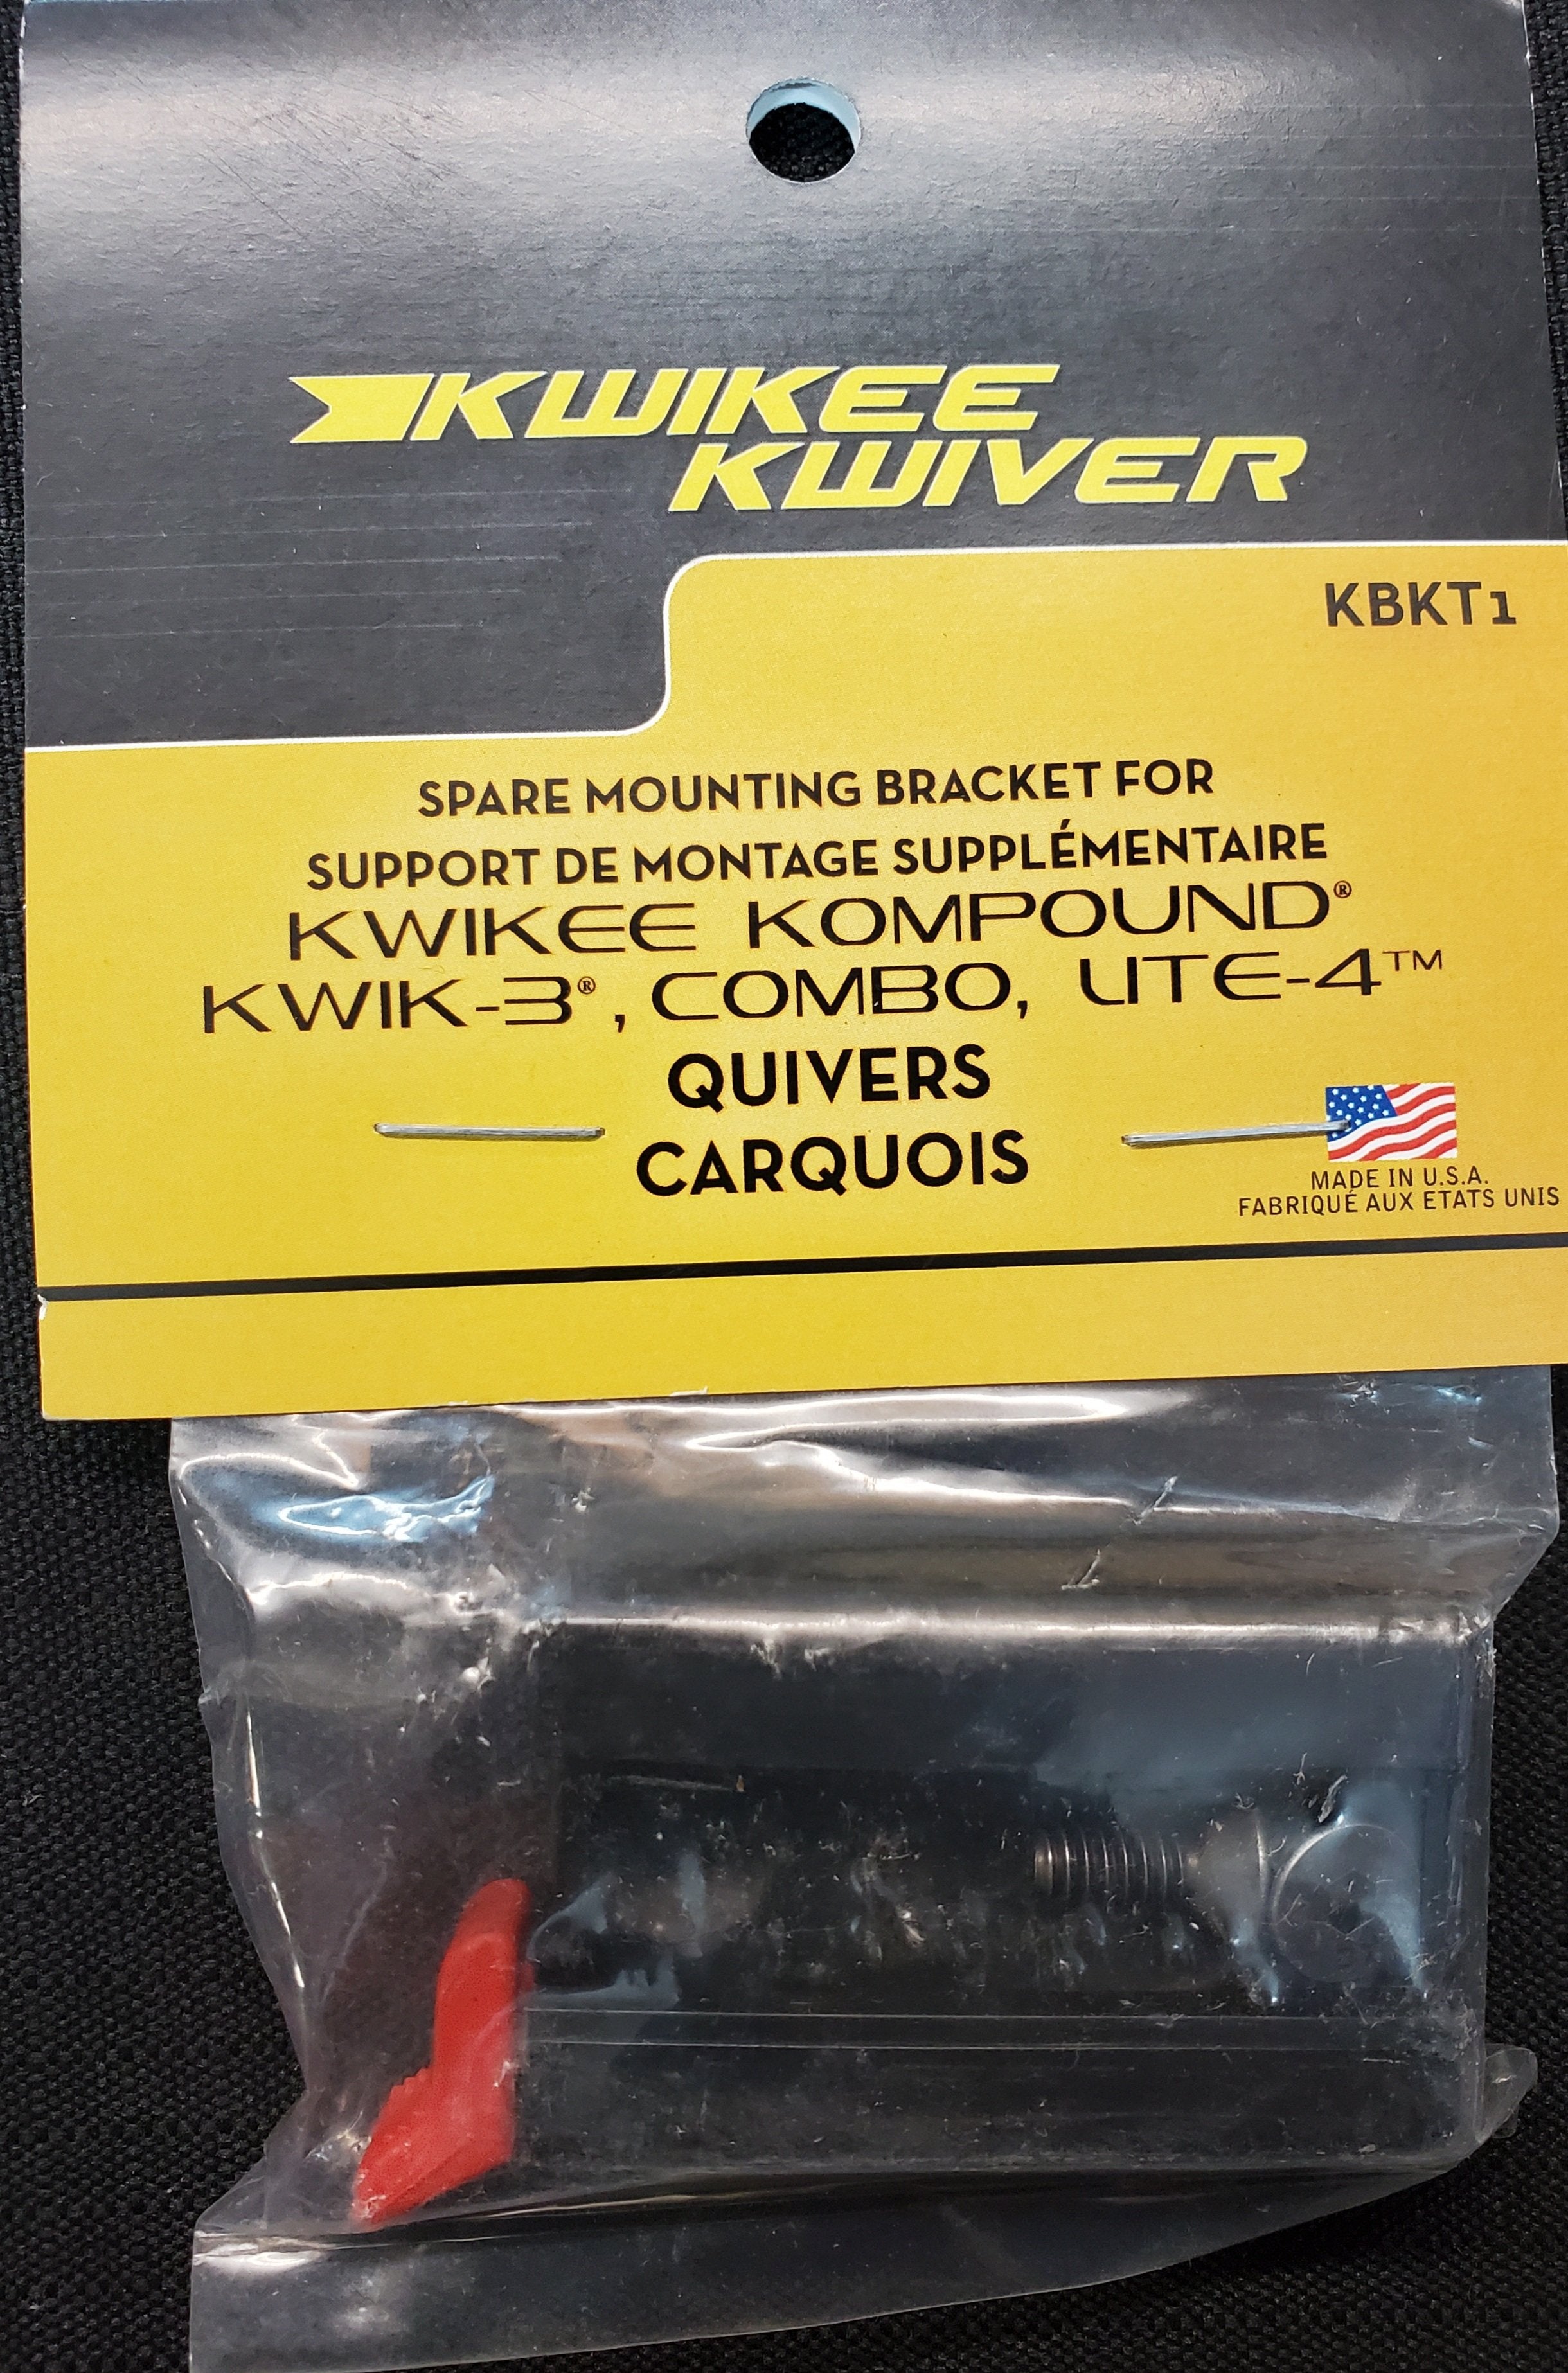 KWIKEE
KWIVER
KBKT1
SPARE MOUNTING BRACKET FOR
SUPPORT DE MONTAGE SUPPLÉMENTAIRE
KWIKEE KOMPOUND®
KWIK-3®, COMBO, LITE-4™
QUIVERS
CARQUOIS
MADE IN U.S.A.
FABRIQUÉ AUX ETATS UNIS